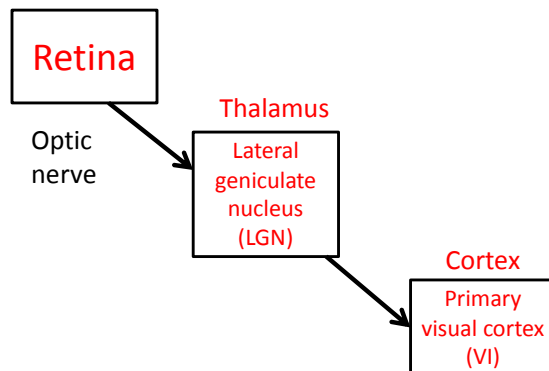 Retina
Optic
nerve
Thalamus
Lateral
geniculate
nucleus
(LGN)
Cortex
Primary
visual cortex
(VI)